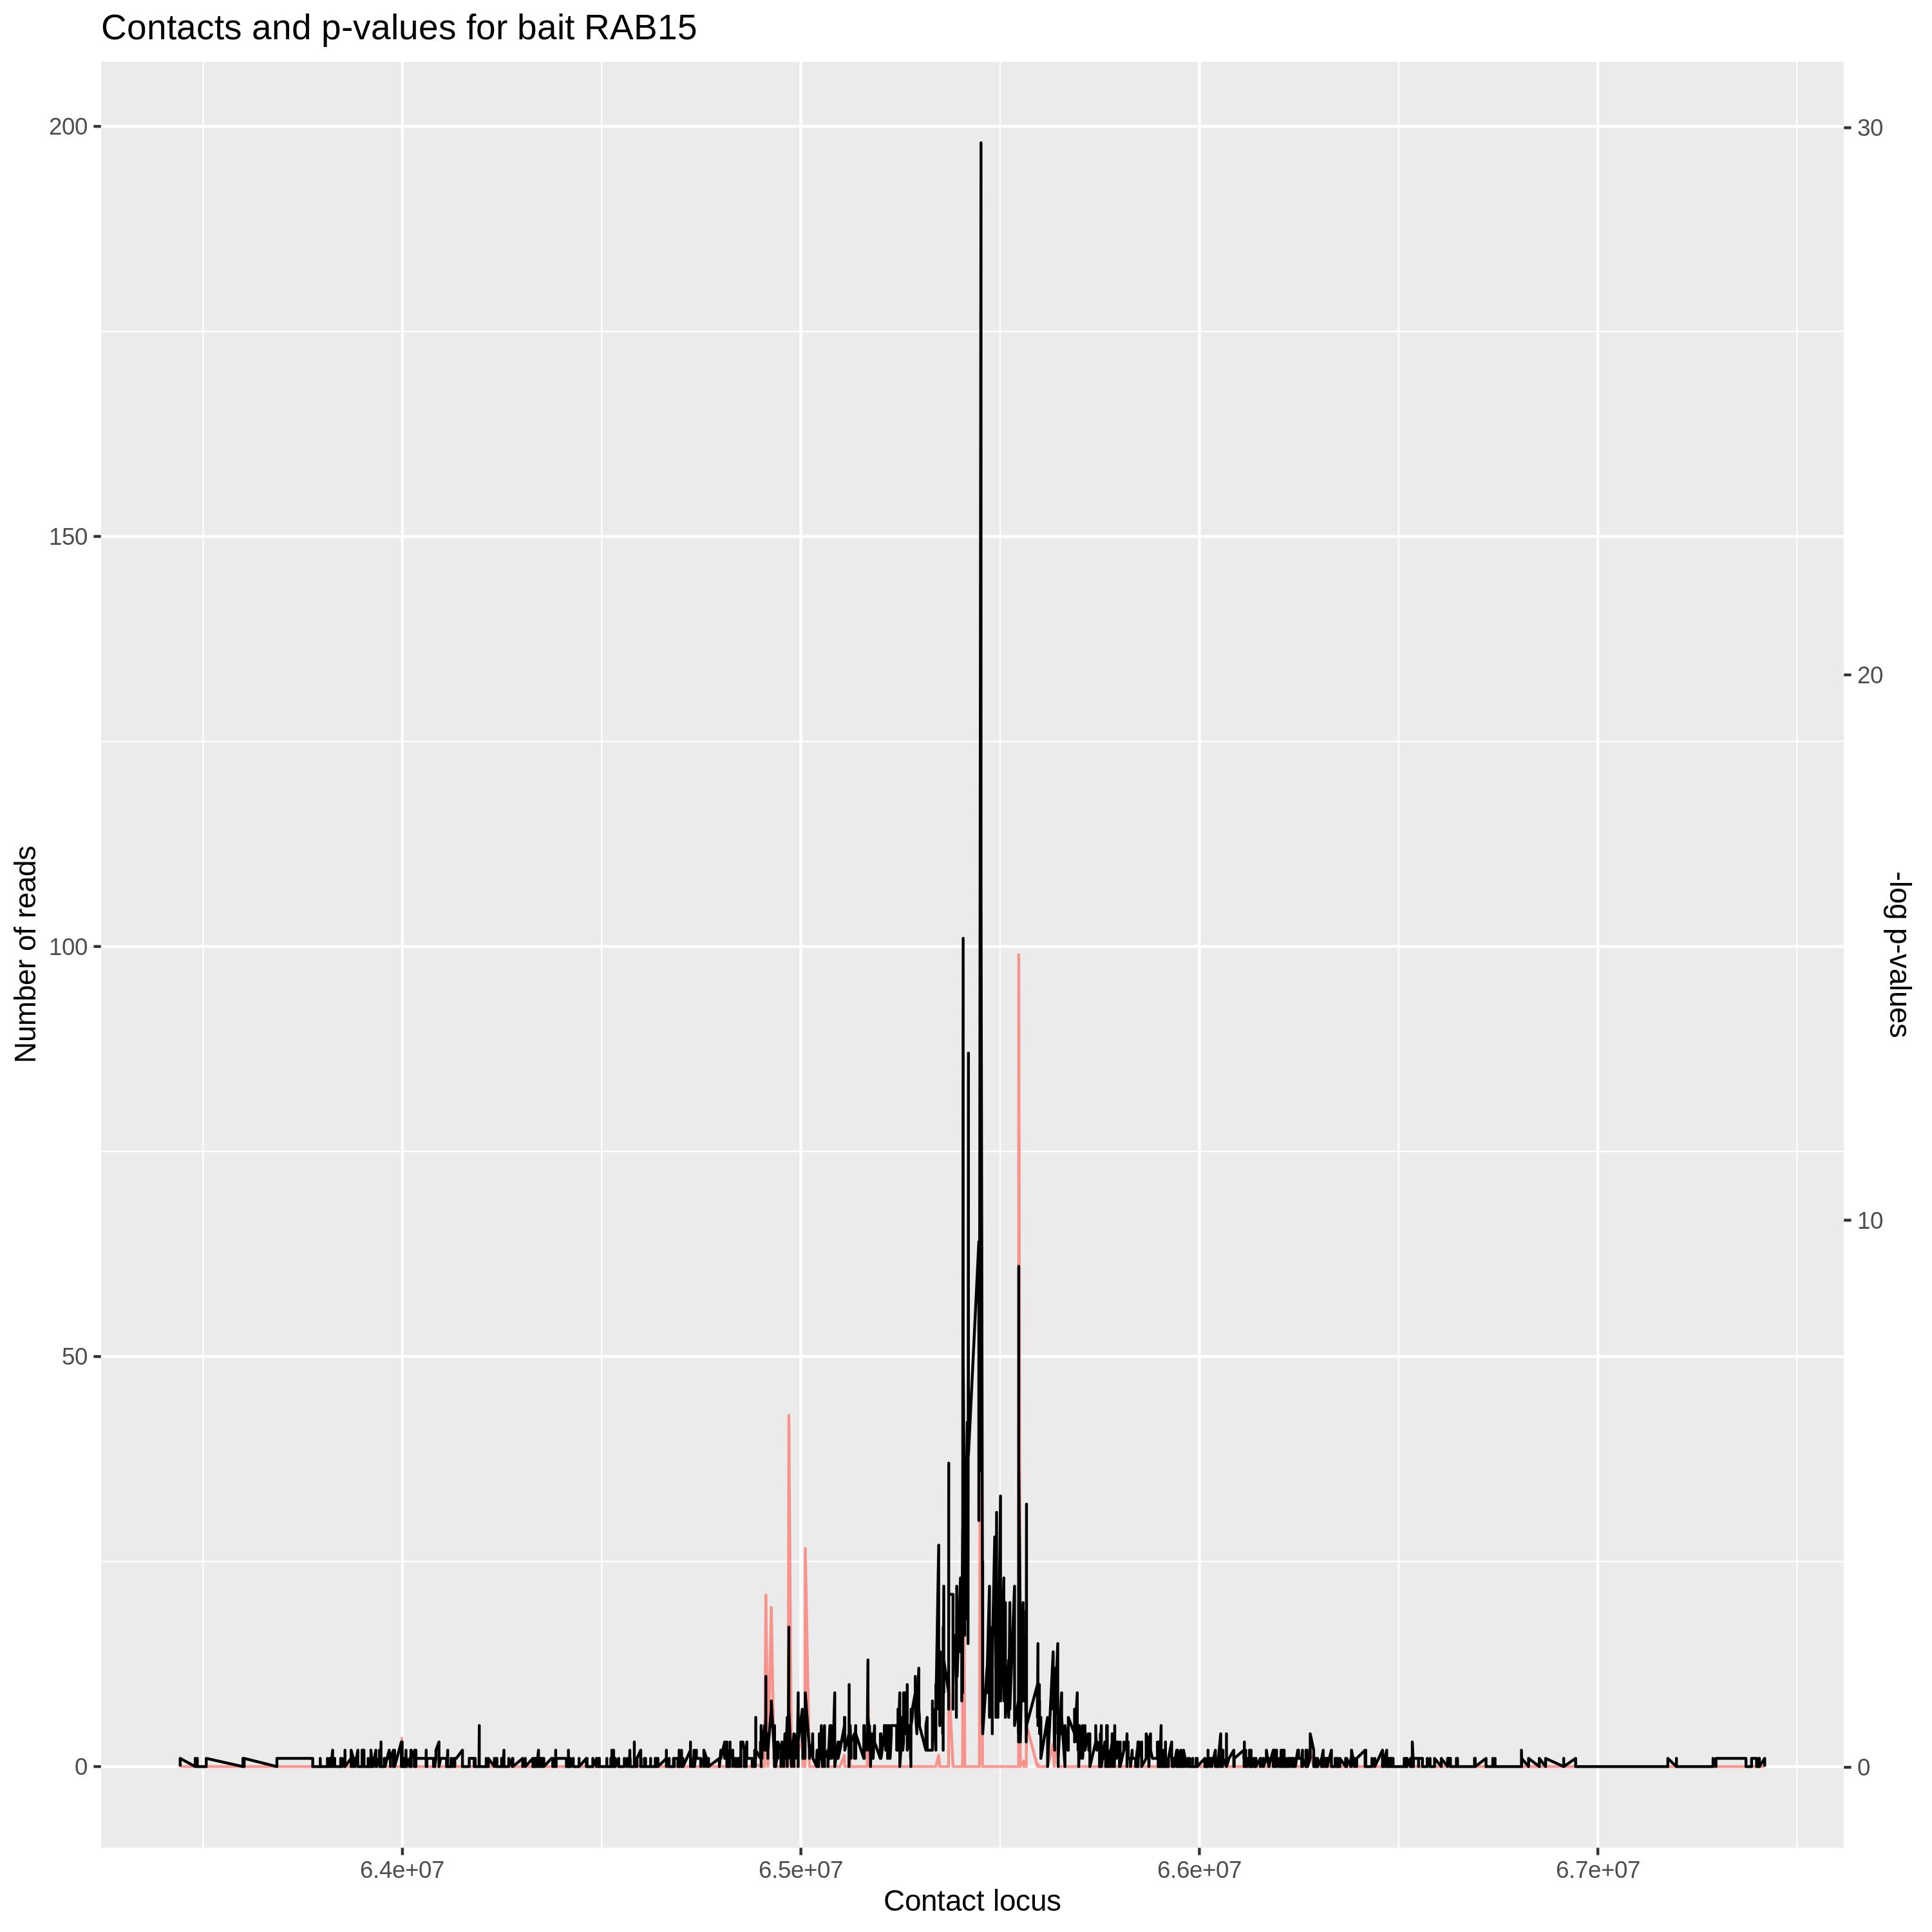 Contacts and p-values for bait RAB15
200
150
100
50
0
Number of reads
30
20
10
0
-log p-values
6.4e+07
6.5e+07
6.6e+07
6.7e+07
Contact locus